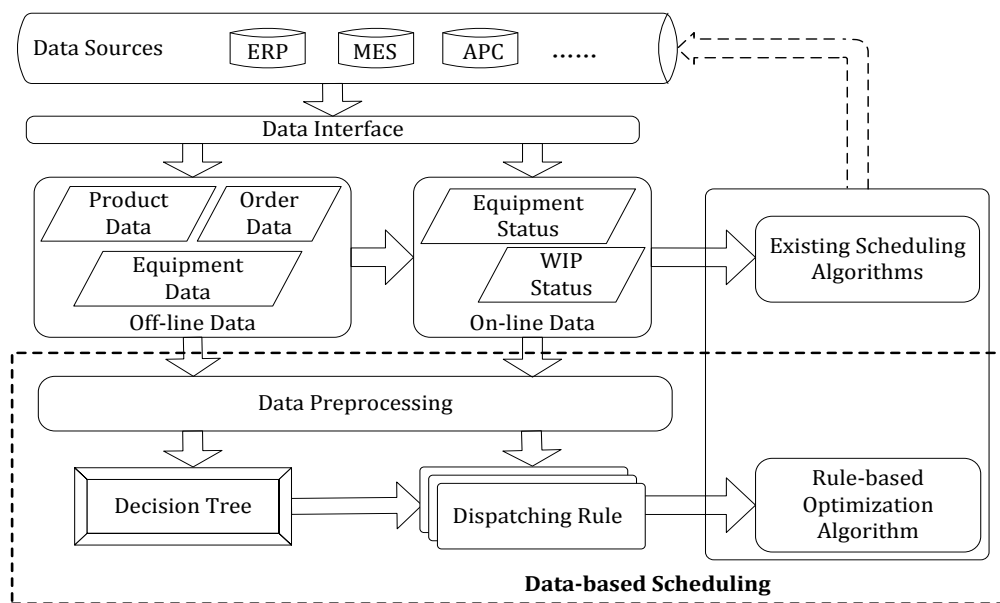 Data Sources
ERP
MES
APC
......
Data Interface
Product
Data
Order
Data
Equipment
Data
Off-line Data
Equipment
Status
WIP
Status
On-line Data
Existing Scheduling
Algorithms
Data Preprocessing
Decision Tree
Dispatching Rule
Rule-based
Optimization
Algorithm
Data-based Scheduling